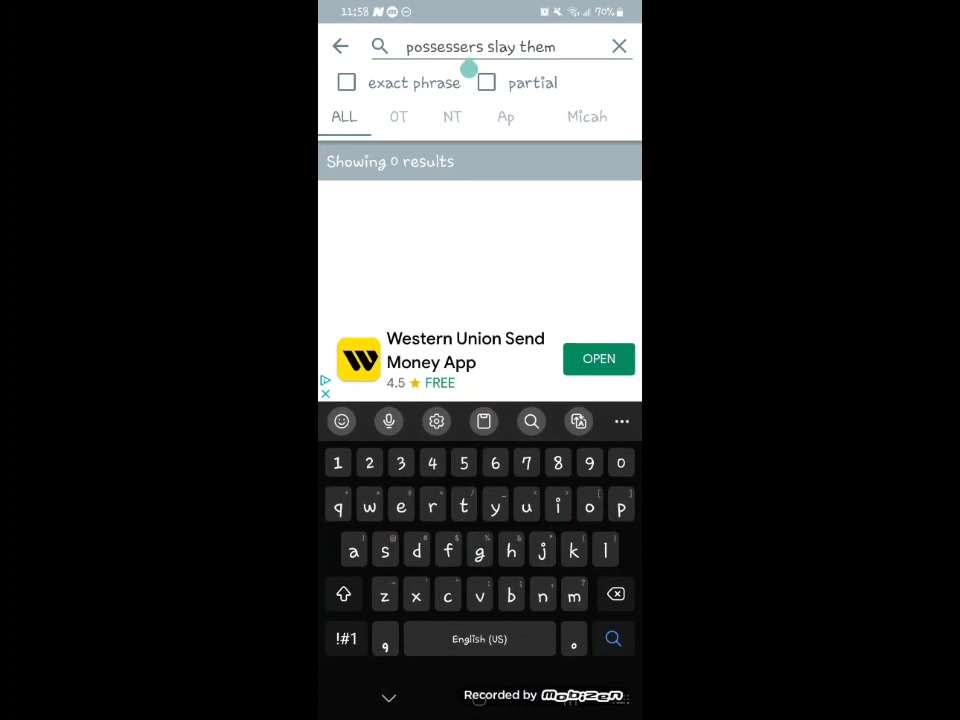 11:58 70%
possessers slay them
exact phrase partial
ALL OT NT Ap Micah
Showing 0 results
Western Union Send
Money App
4.5 FREE
OPEN
1 2 3 4 5 6 7 8 9 0
q w e r t y u i o p
a s d f g h j k l
z x c v b n m
!#1 , English (US) .
Recorded by mobizen